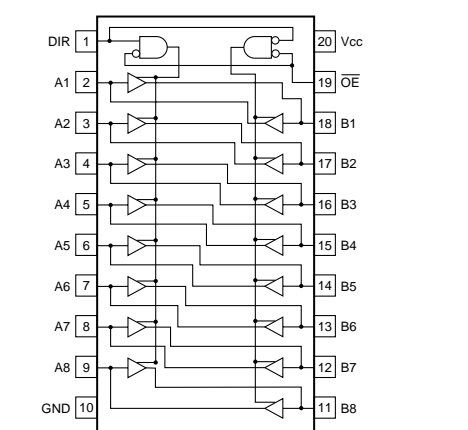 DIR 1 20 Vcc
A1 2 19 O̅E̅
A2 3 18 B1
A3 4 17 B2
A4 5 16 B3
A5 6 15 B4
A6 7 14 B5
A7 8 13 B6
A8 9 12 B7
GND 10 11 B8